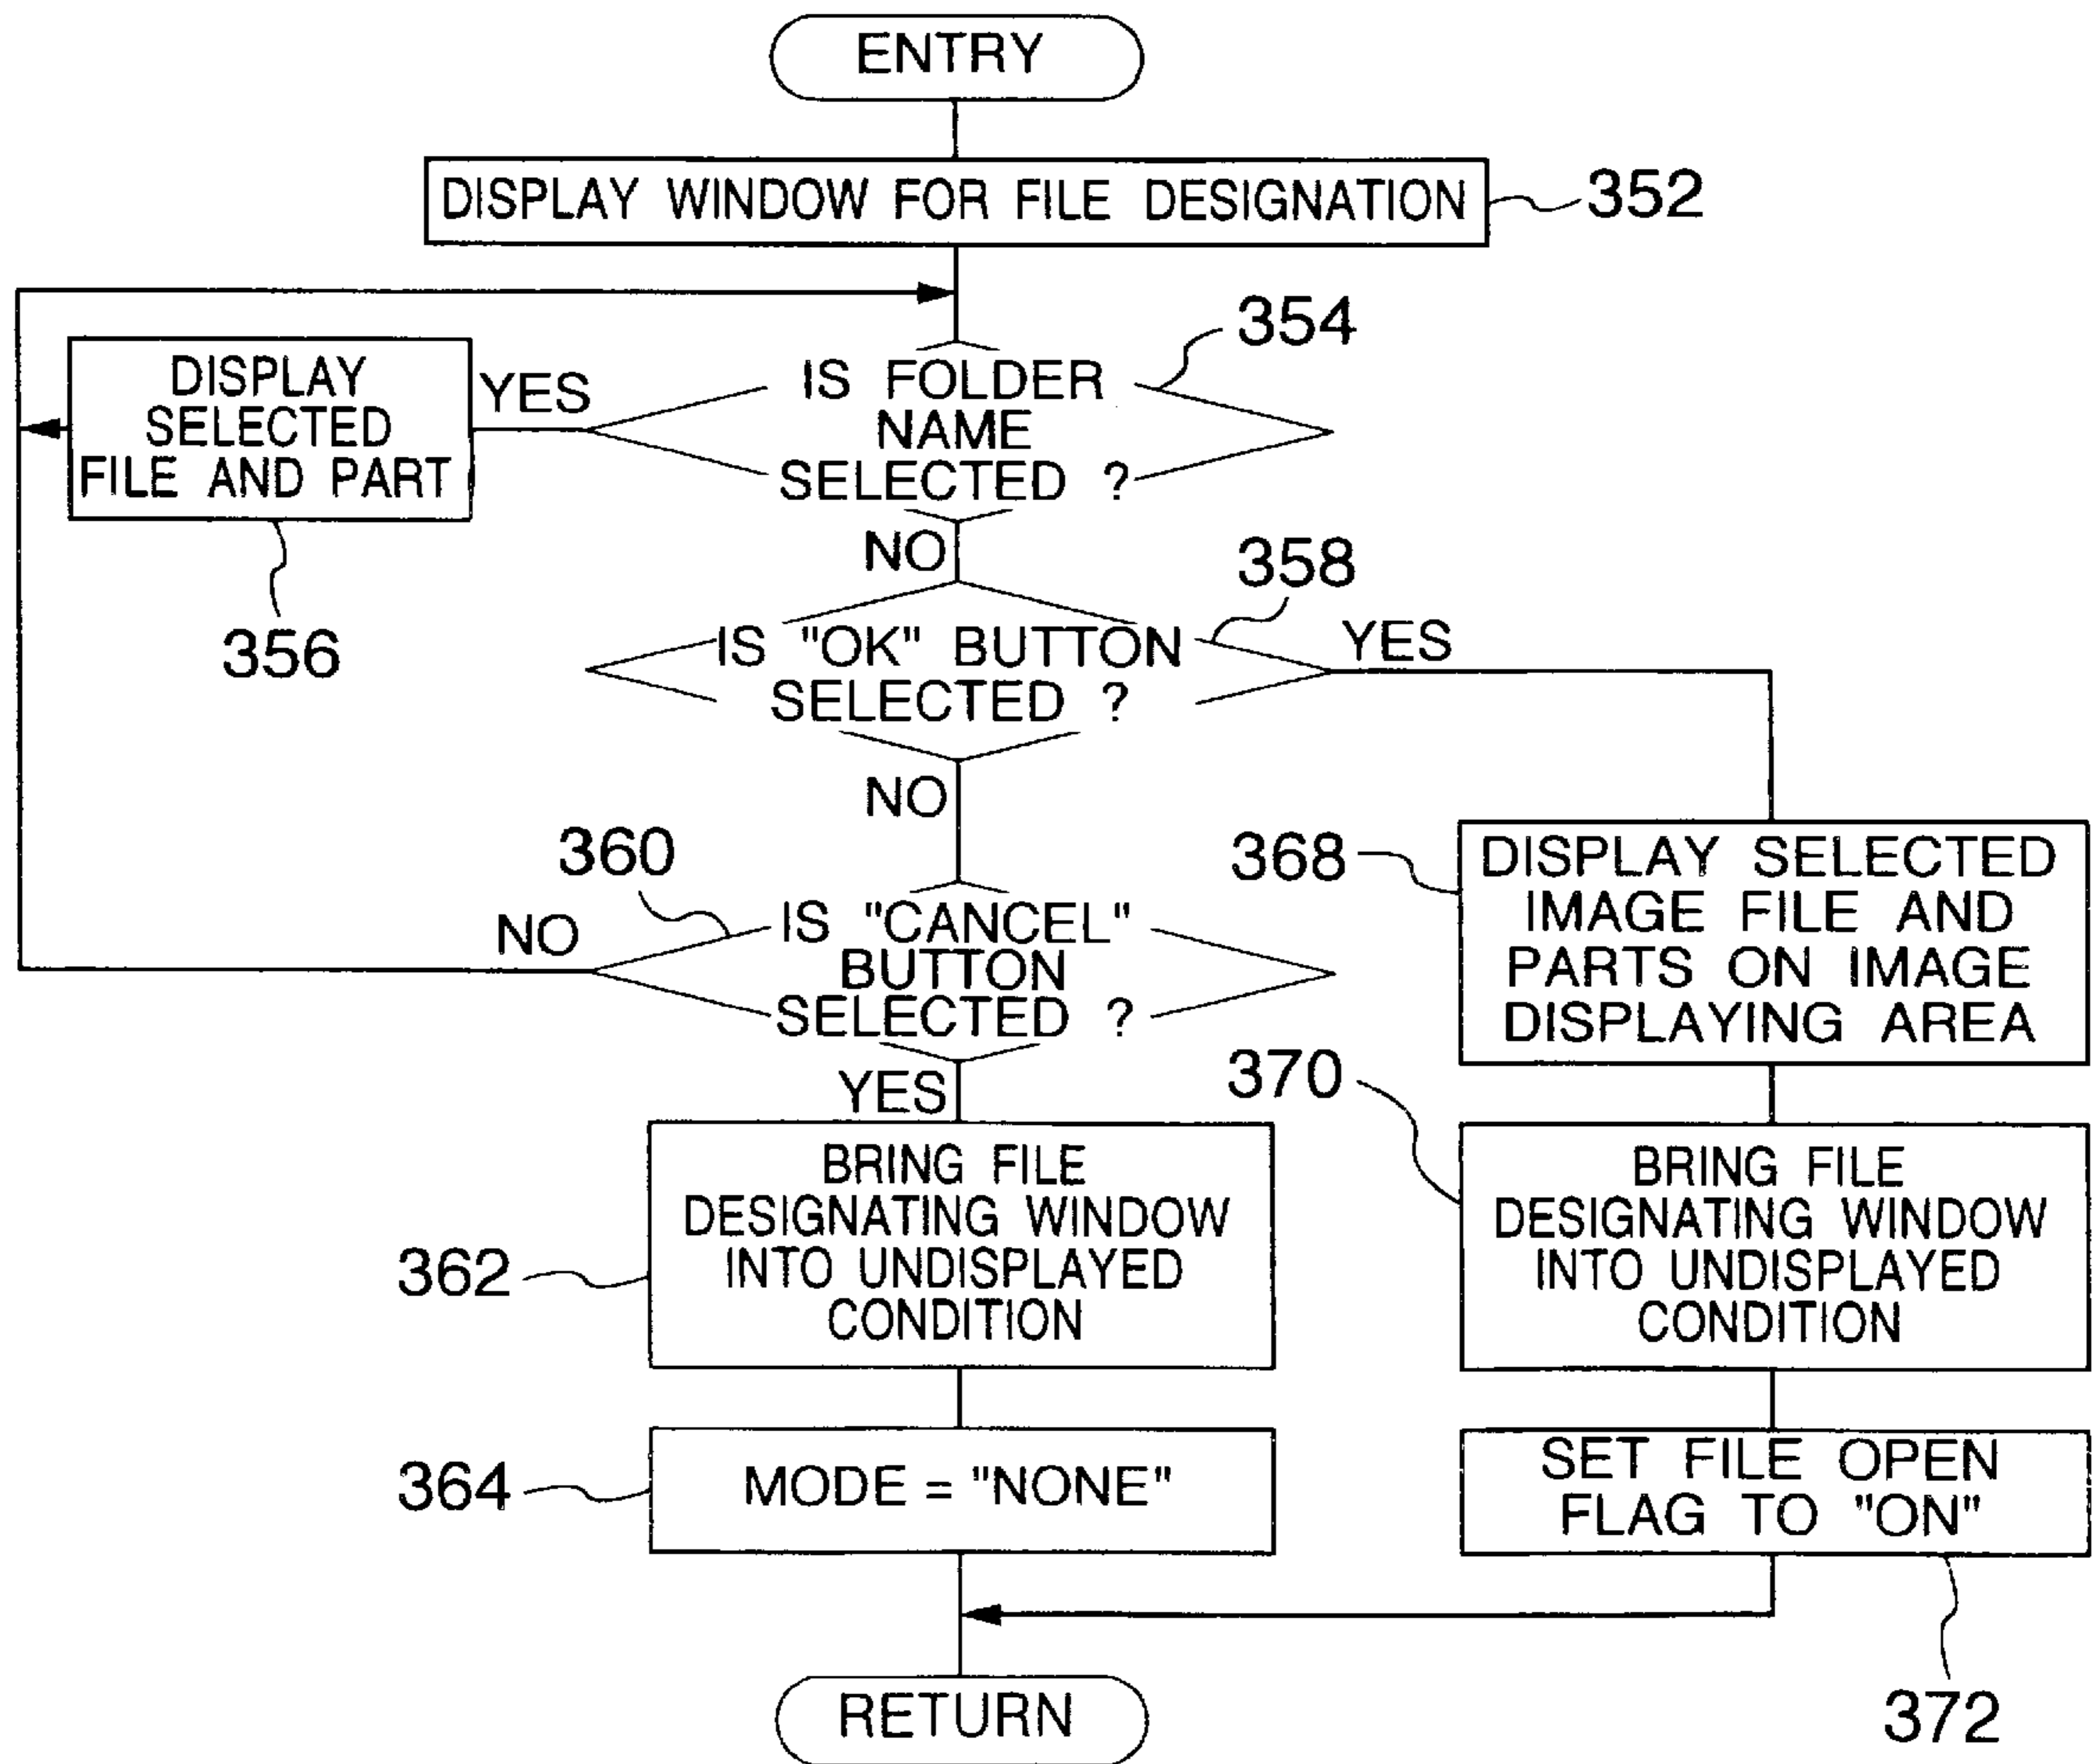 ENTRY
DISPLAY WINDOW FOR FILE DESIGNATION
352
354
IS FOLDER
NAME
SELECTED ?
YES
DISPLAY
SELECTED
FILE AND PART
356
NO
358
IS "OK" BUTTON
SELECTED ?
YES
NO
360
IS "CANCEL"
BUTTON
SELECTED ?
NO
YES
368
DISPLAY SELECTED
IMAGE FILE AND
PARTS ON IMAGE
DISPLAYING AREA
362
BRING FILE
DESIGNATING WINDOW
INTO UNDISPLAYED
CONDITION
370
BRING FILE
DESIGNATING WINDOW
INTO UNDISPLAYED
CONDITION
364
MODE = "NONE"
SET FILE OPEN
FLAG TO "ON"
372
RETURN